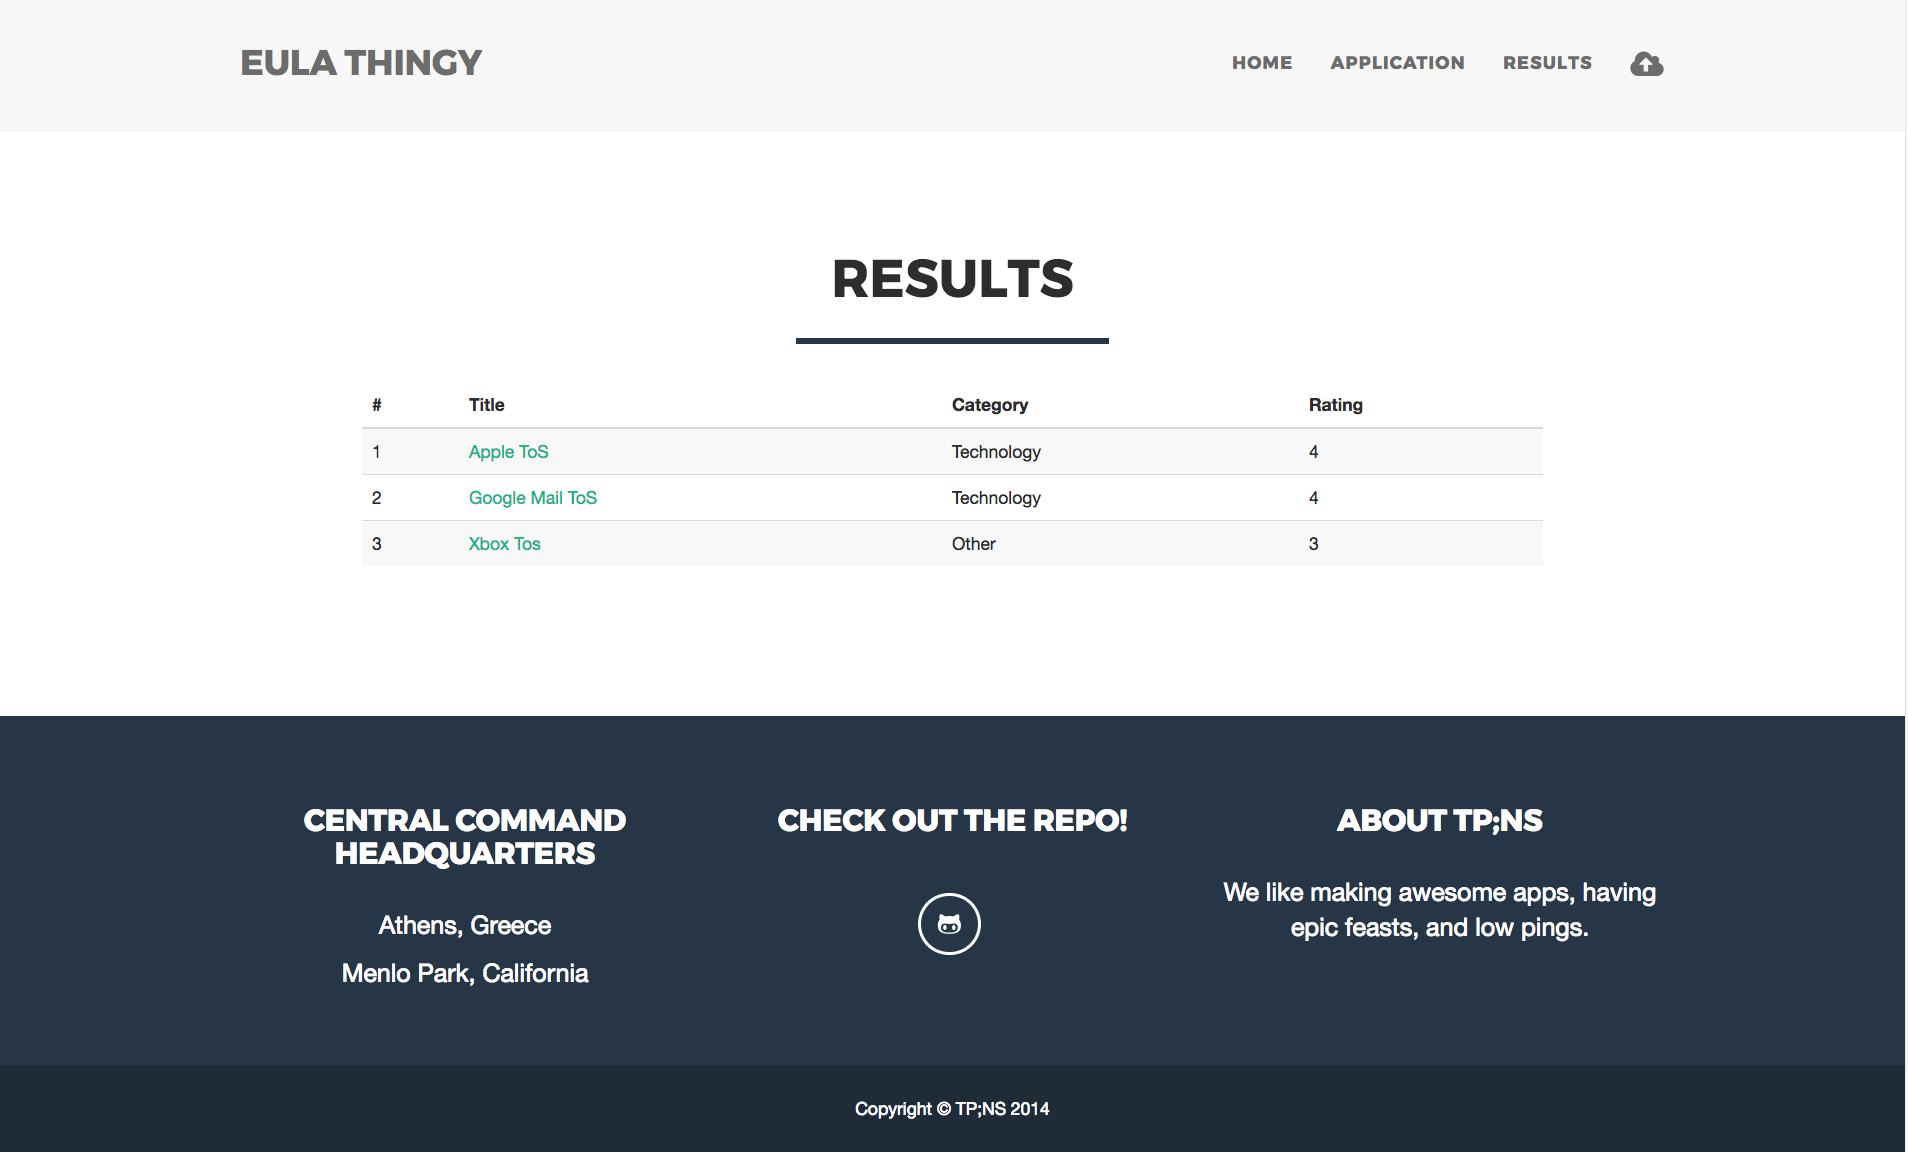 EULA THINGY
HOME APPLICATION RESULTS
RESULTS
# Title Category Rating
1 Apple ToS Technology 4
2 Google Mail ToS Technology 4
3 Xbox Tos Other 3
CENTRAL COMMAND
HEADQUARTERS
Athens, Greece
Menlo Park, California
CHECK OUT THE REPO!
ABOUT TP;NS
We like making awesome apps, having
epic feasts, and low pings.
Copyright © TP;NS 2014